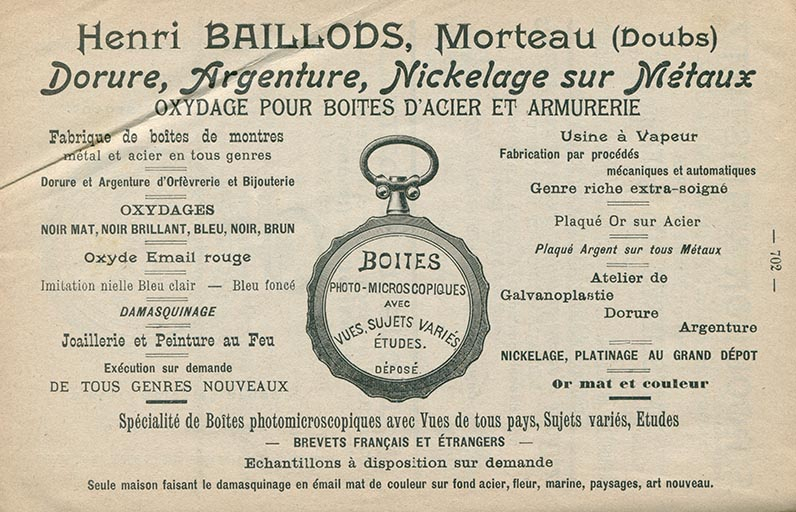 Henri BAILLODS, Morteau (Doubs)
Dorure, Argenture, Nickelage sur Métaux
OXYDAGE POUR BOITES D'ACIER ET ARMURERIE
Fabrique de boîtes de montres
métal et acier en tous genres
Dorure et Argenture d'Orfèvrerie et Bijouterie
OXYDAGES
NOIR MAT, NOIR BRILLANT, BLEU, NOIR, BRUN
Oxyde Email rouge
Imitation nielle Bleu clair — Bleu foncé
DAMASQUINAGE
Joaillerie et Peinture au Feu
Exécution sur demande
DE TOUS GENRES NOUVEAUX
BOITES
PHOTO-MICROSCOPIQUES
AVEC
VUES, SUJETS VARIÉS
ÉTUDES.
DÉPOSÉ.
Usine à Vapeur
Fabrication par procédés
mécaniques et automatiques
Genre riche extra-soigné
Plaqué Or sur Acier
Plaqué Argent sur tous Métaux
Atelier de
Galvanoplastie
Dorure
Argenture
NICKELAGE, PLATINAGE AU GRAND DÉPOT
Or mat et couleur
Spécialité de Boîtes photomicroscopiques avec Vues de tous pays, Sujets variés, Etudes
— BREVETS FRANÇAIS ET ÉTRANGERS —
Echantillons à disposition sur demande
Seule maison faisant le damasquinage en émail mat de couleur sur fond acier, fleur, marine, paysages, art nouveau.
— 702 —